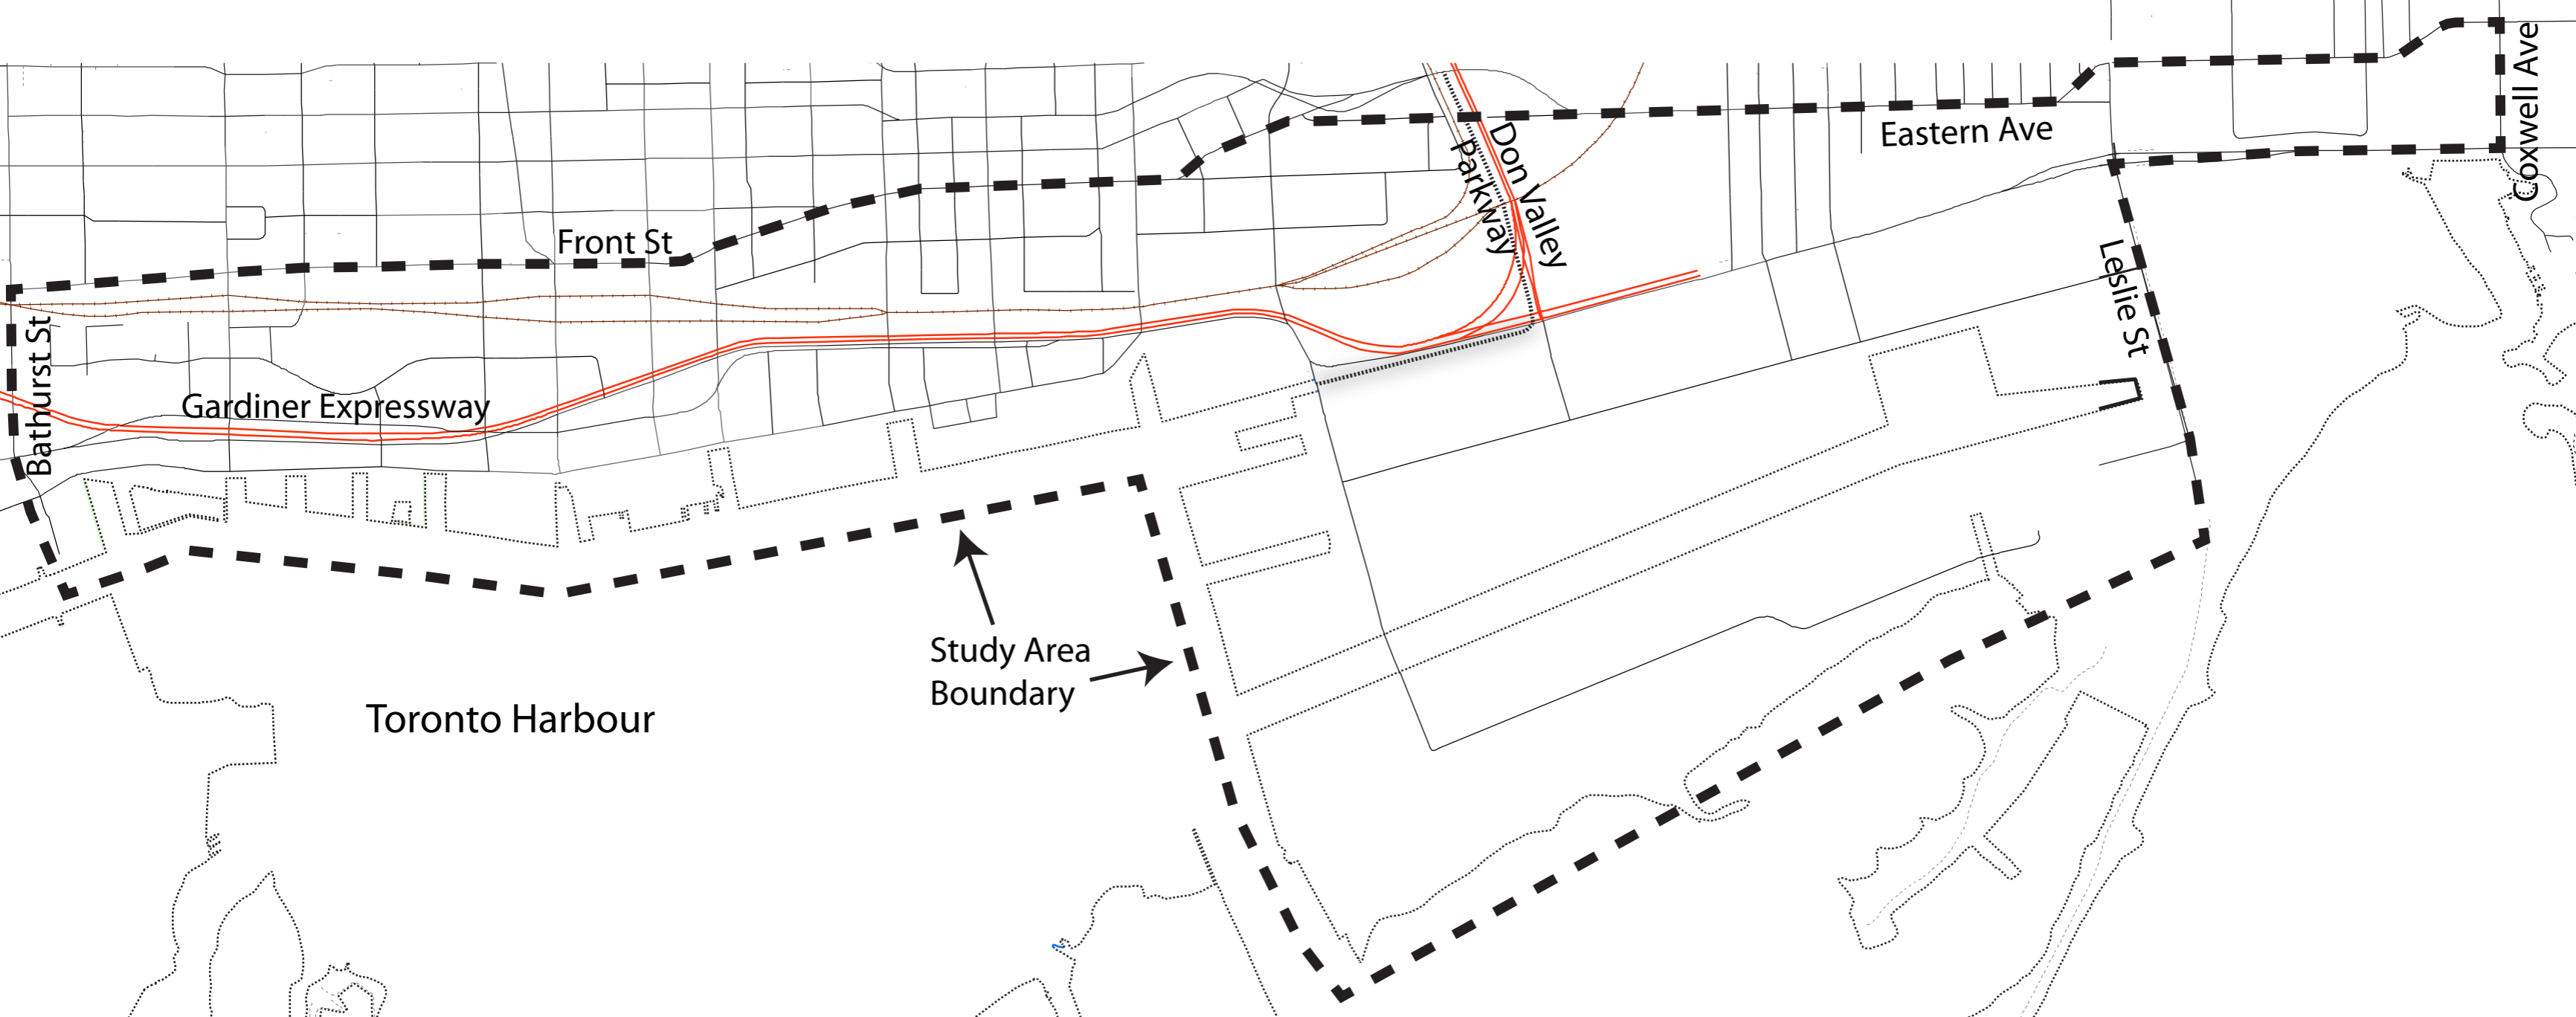 Coxwell Ave
Eastern Ave
Don Valley
Parkway
Front St
Leslie St
Bathurst St
Gardiner Expressway
Study Area
Boundary
Toronto Harbour